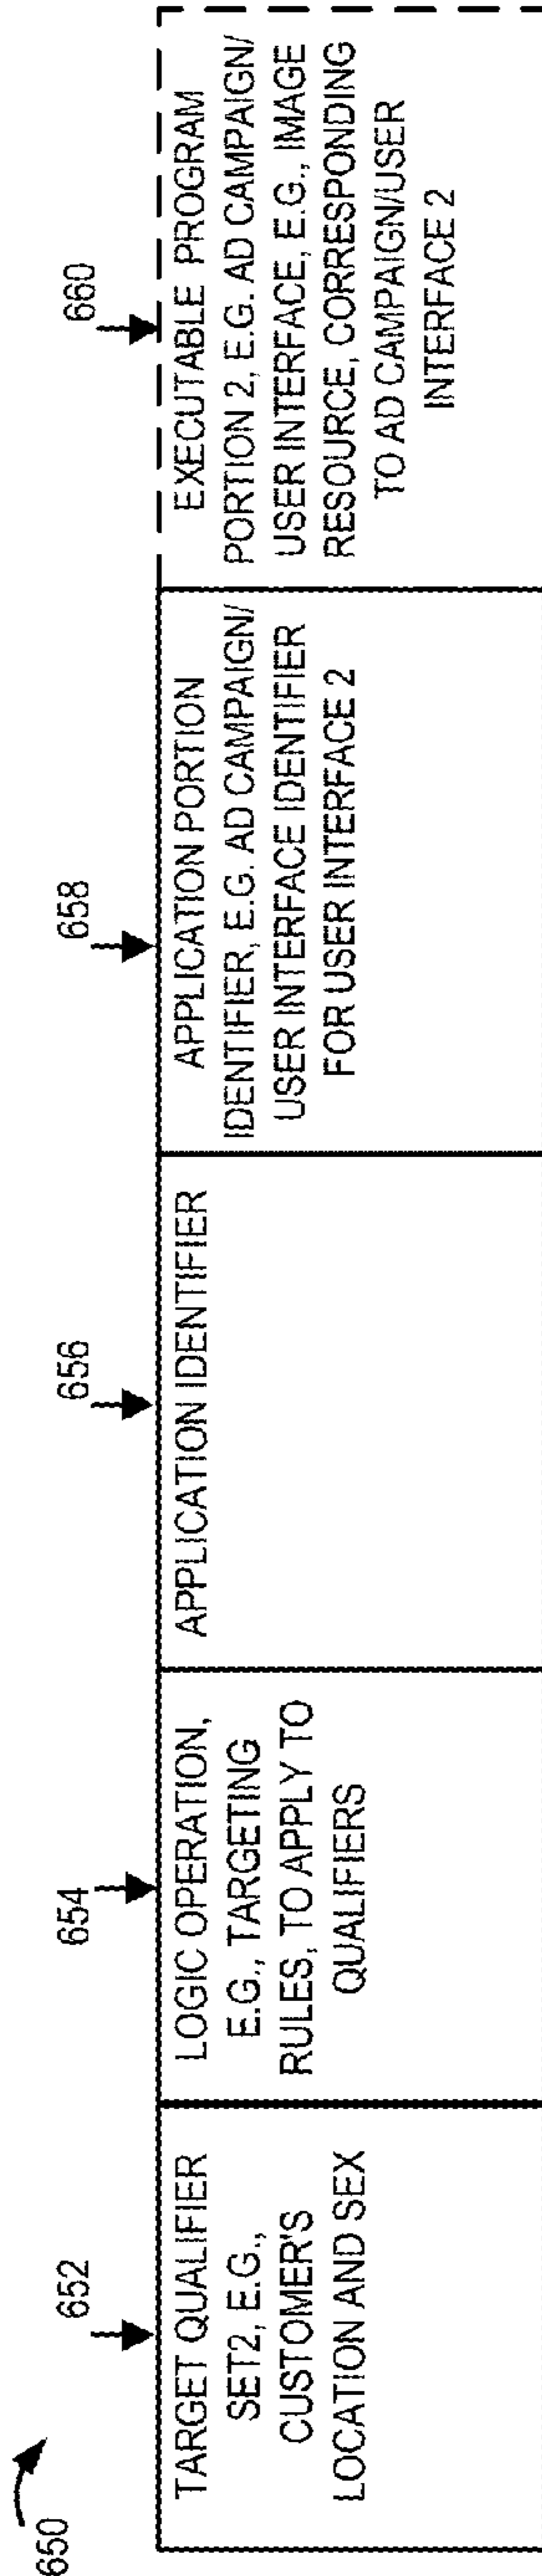 650
652
TARGET QUALIFIER
SET2, E.G.,
CUSTOMER'S
LOCATION AND SEX
654
LOGIC OPERATION,
E.G., TARGETING
RULES, TO APPLY TO
QUALIFIERS
656
APPLICATION IDENTIFIER
658
APPLICATION PORTION
IDENTIFIER, E.G. AD CAMPAIGN/
USER INTERFACE IDENTIFIER
FOR USER INTERFACE 2
660
EXECUTABLE PROGRAM
PORTION 2, E.G. AD CAMPAIGN/
USER INTERFACE, E.G., IMAGE
RESOURCE, CORRESPONDING
TO AD CAMPAIGN/USER
INTERFACE 2